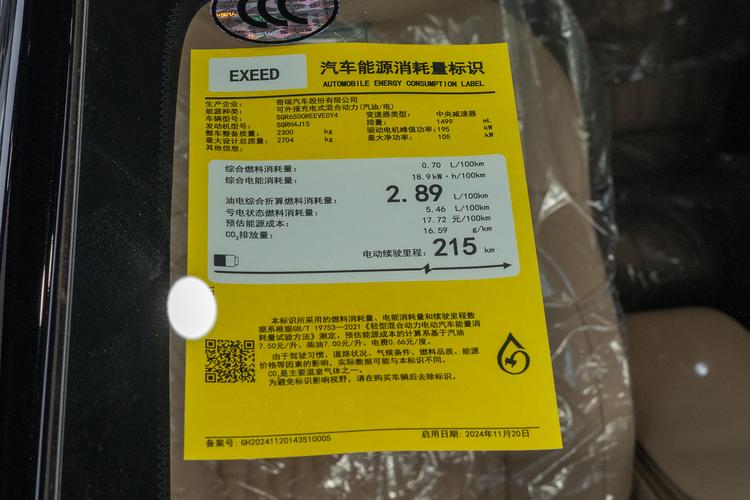 CCC
EXEED
汽车能源消耗量标识
AUTOMOBILE ENERGY CONSUMPTION LABEL
生产企业: 奇瑞汽车股份有限公司
能源种类: 可外接充电式混合动力(汽油/电)
车辆型号: SQR6500REEVE0Y4 变速器类型: 中央减速器
发动机型号: SQRH4J15 排量: 1499 mL
整车整备质量: 2300 kg 驱动电机峰值功率: 195 kW
最大设计总质量: 2704 kg 最大净功率: 105 kW
其他信息:
综合燃料消耗量: 0.70 L/100km
综合电能消耗量: 18.9 kW·h/100km
油电综合折算燃料消耗量: 2.89 L/100km
亏电状态燃料消耗量: 5.46 L/100km
预估能源成本: 17.72 元/100km
CO₂排放量: 16.59 g/km
电动续驶里程: 215 km
本标识所采用的燃料消耗量、电能消耗量和续驶里程数
据系根据GB/T 19753—2021《轻型混合动力电动汽车能量消
耗量试验方法》测定。预估能源成本的计算系基于汽油
7.50元/升、柴油7.00元/升、电费0.66元/度。
由于驾驶习惯、道路状况、气候条件、燃料品质、能源
价格等因素的影响，实际数据可能与本标识不同。
CO₂是主要温室气体之一。
为避免标识影响视野，请在购买车辆后去除标识。
备案号: GH20241120143510005 启用日期: 2024年11月20日